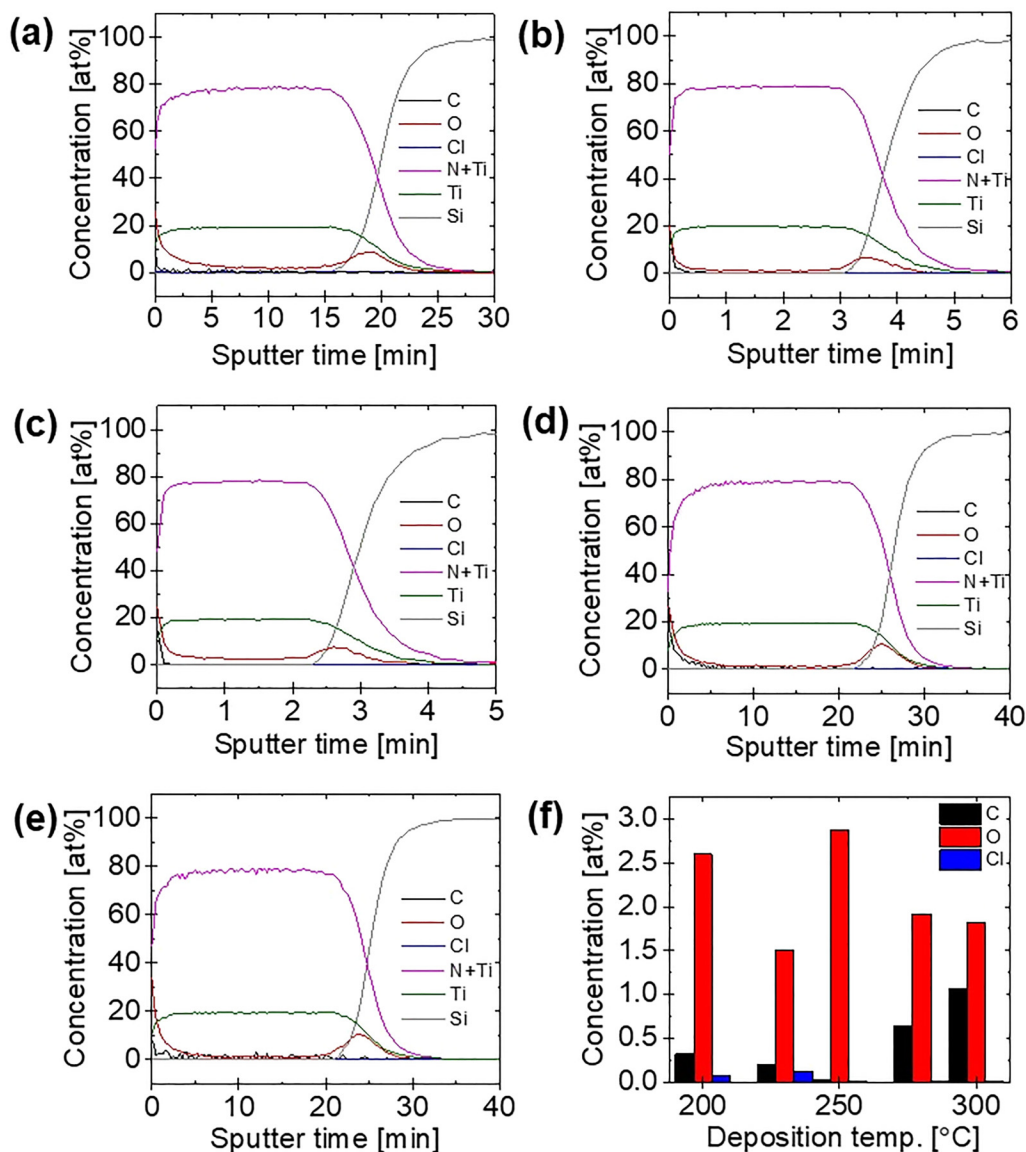 (a)
Concentration [at%]
100
80
60
40
20
0
C
O
Cl
N+Ti
Ti
Si
0 5 10 15 20 25 30
Sputter time [min]
(b)
Concentration [at%]
100
80
60
40
20
0
C
O
Cl
N+Ti
Ti
Si
0 1 2 3 4 5 6
Sputter time [min]
(c)
Concentration [at%]
100
80
60
40
20
0
C
O
Cl
N+Ti
Ti
Si
0 1 2 3 4 5
Sputter time [min]
(d)
Concentration [at%]
100
80
60
40
20
0
C
O
Cl
N+Ti
Ti
Si
0 10 20 30 40
Sputter time [min]
(e)
Concentration [at%]
100
80
60
40
20
0
C
O
Cl
N+Ti
Ti
Si
0 10 20 30 40
Sputter time [min]
(f)
Concentration [at%]
3.0
2.5
2.0
1.5
1.0
0.5
0.0
C
O
Cl
200 250 300
Deposition temp. [°C]